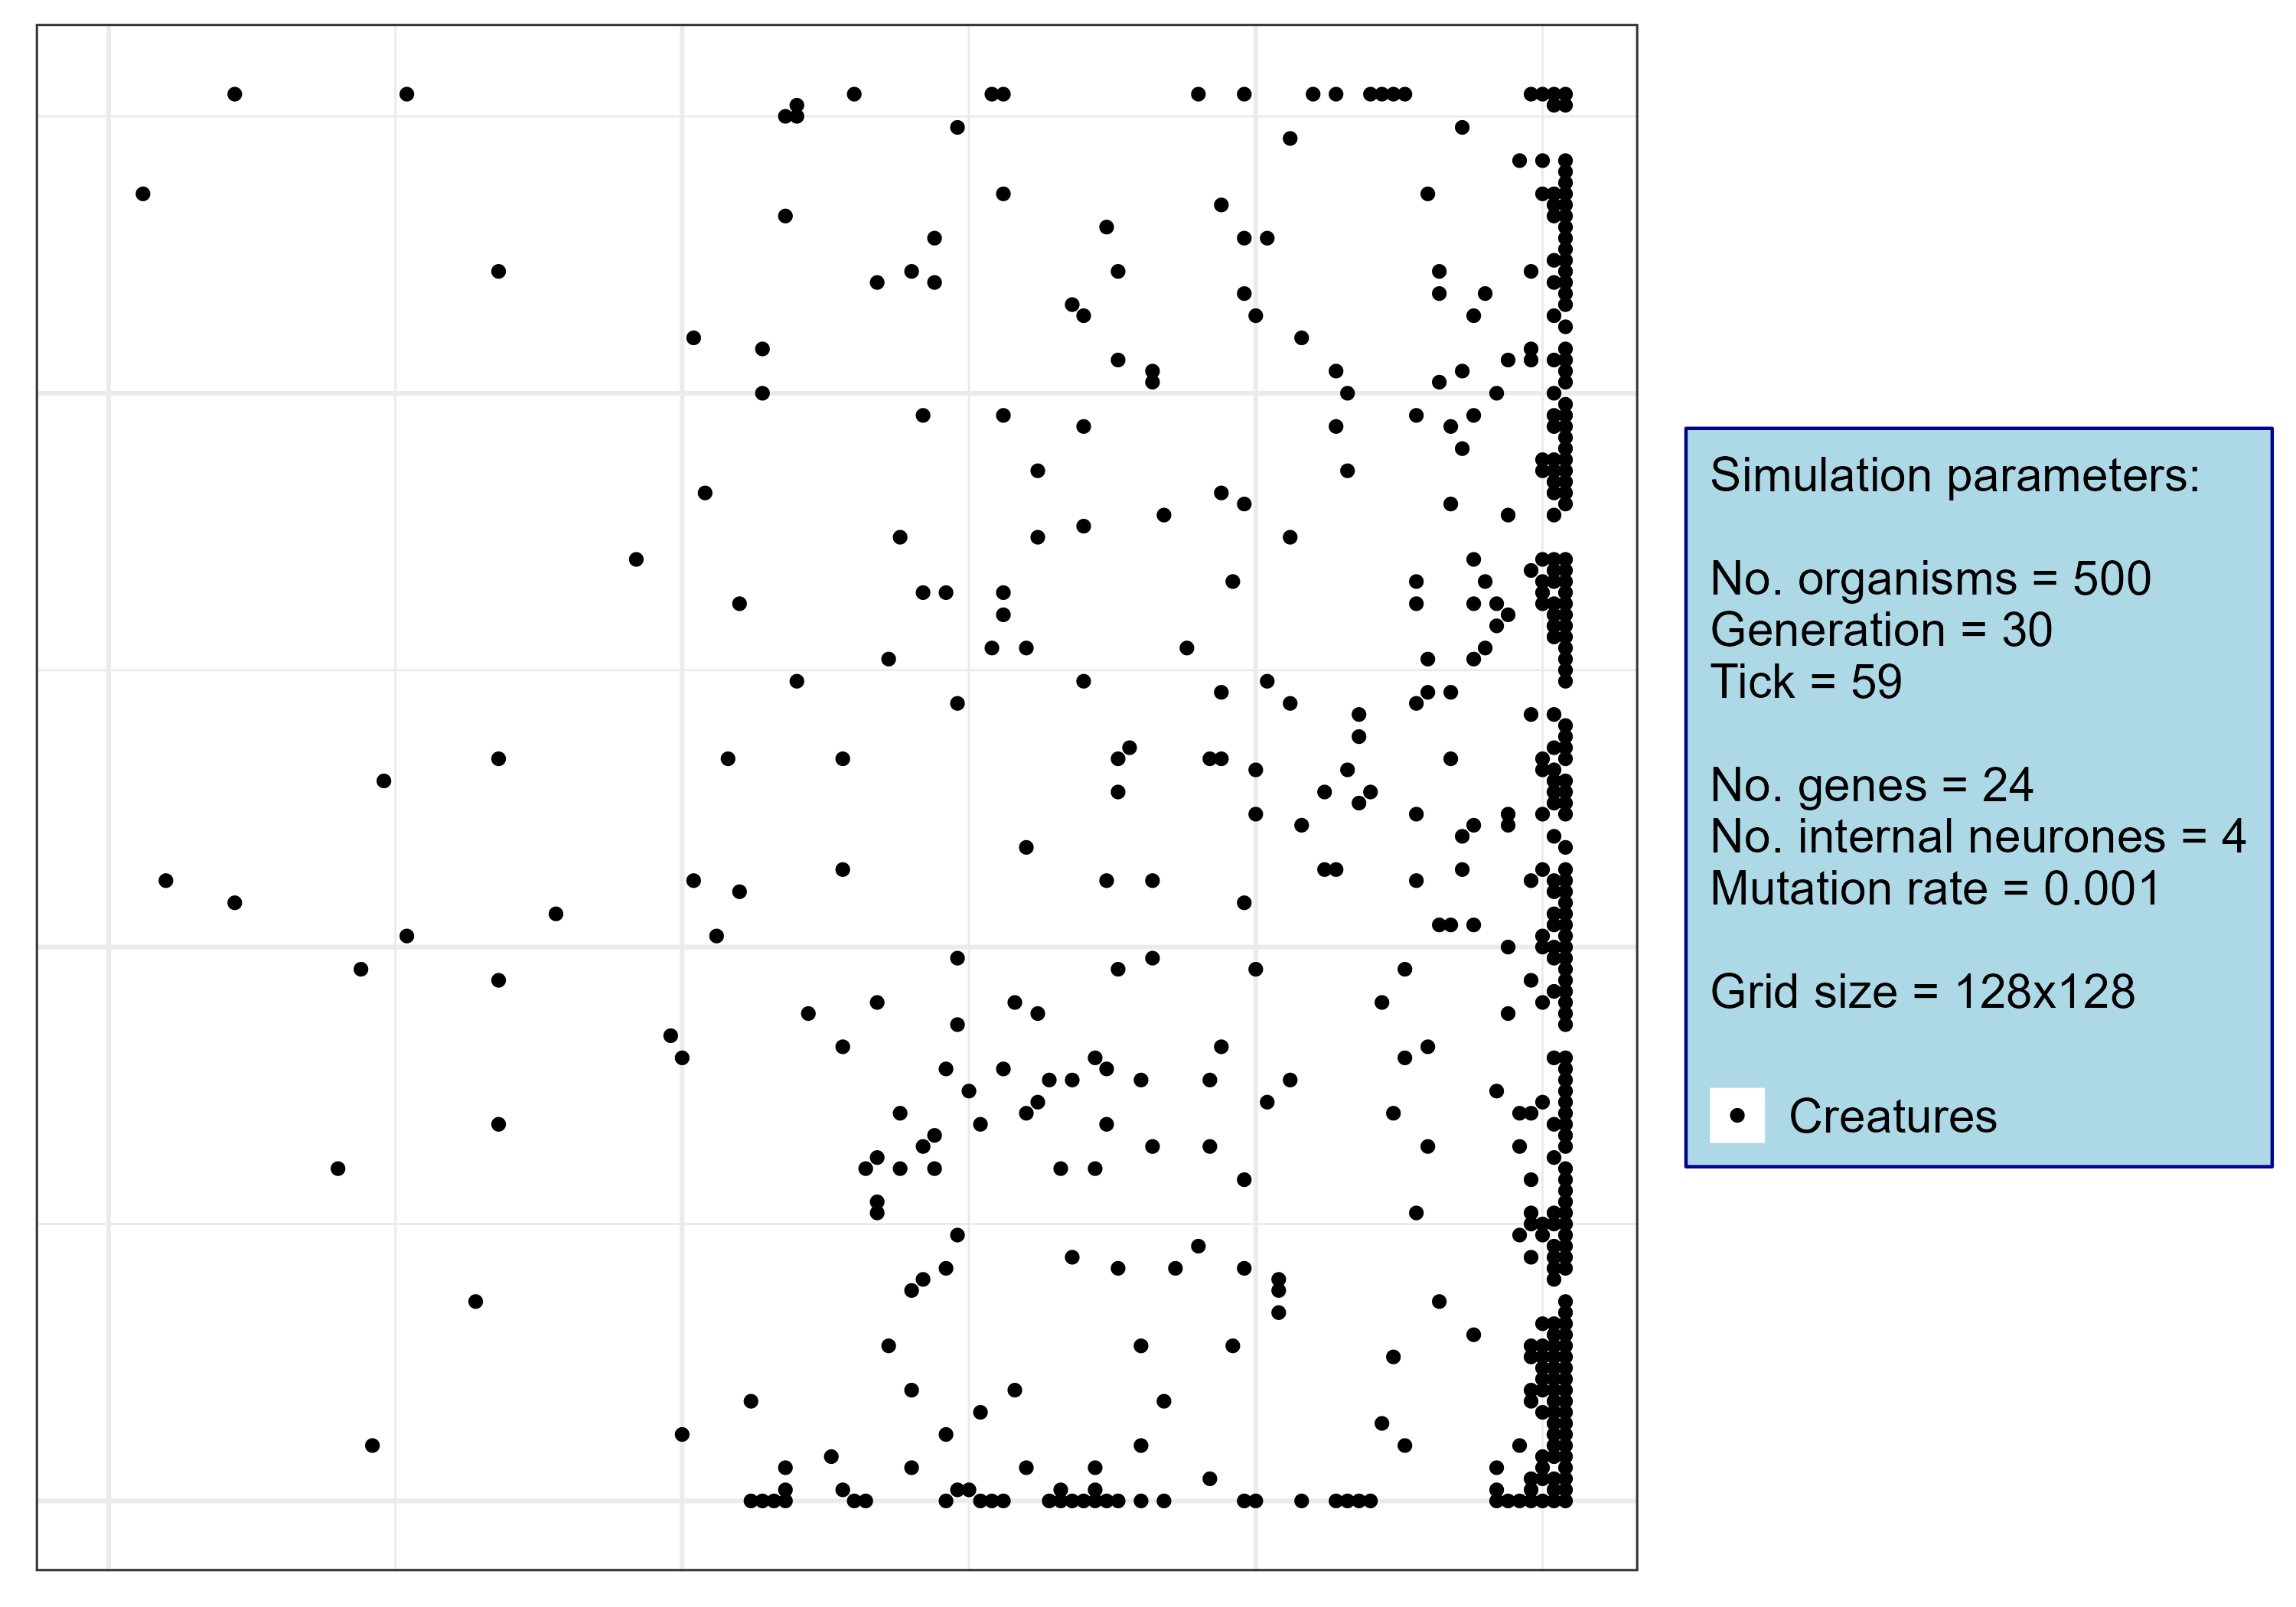 Simulation parameters:
No. organisms = 500
Generation = 30
Tick = 59
No. genes = 24
No. internal neurones = 4
Mutation rate = 0.001
Grid size = 128x128
Creatures